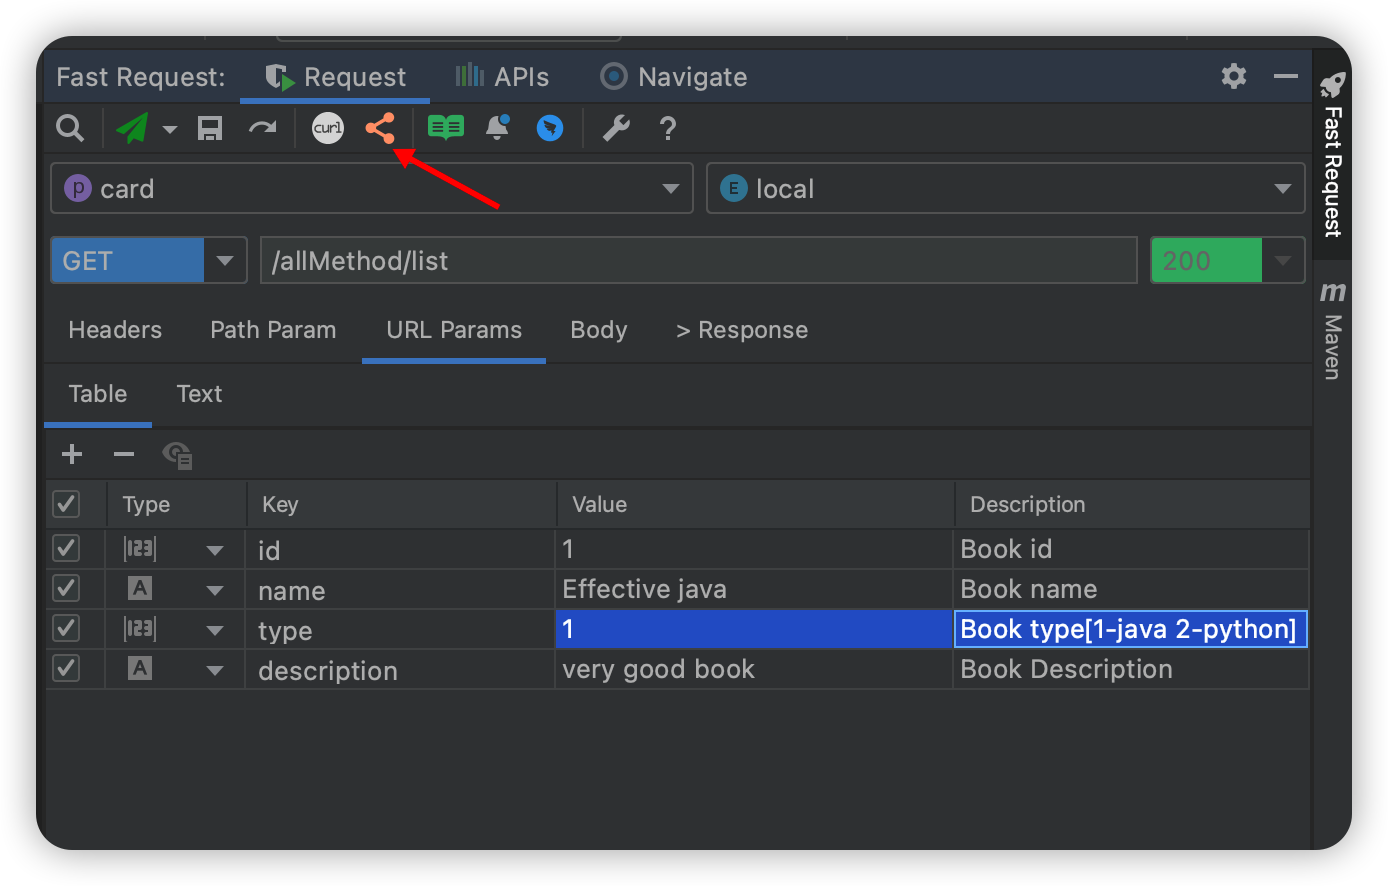 Fast Request: Request APIs Navigate
curl ?
p card E local
GET /allMethod/list 200
Headers Path Param URL Params Body > Response
Table Text
Type Key Value Description
123 id 1 Book id
A name Effective java Book name
123 type 1 Book type[1-java 2-python]
A description very good book Book Description
Fast Request
m Maven